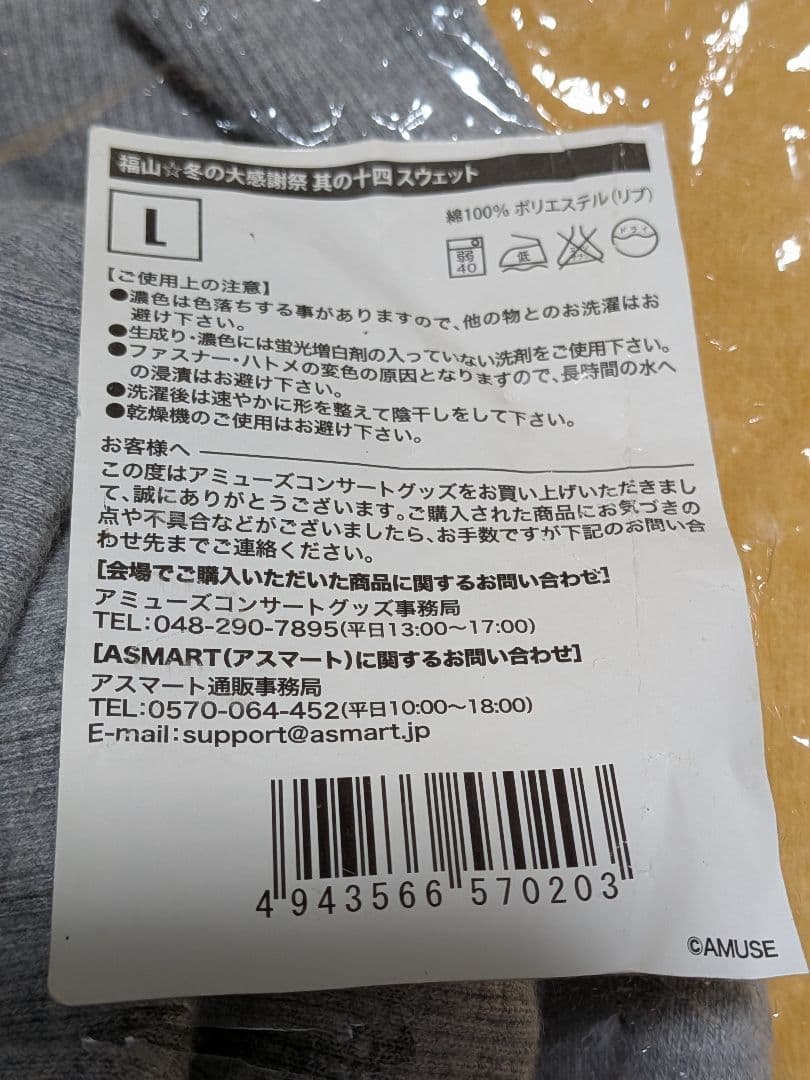 福山☆冬の大感謝祭 其の十四 スウェット
L
綿100% ポリエステル(リブ)
弱
40
低
ドライ
【ご使用上の注意】
●濃色は色落ちする事がありますので、他の物とのお洗濯はお
避け下さい。
●生成り・濃色には蛍光増白剤の入っていない洗剤をご使用下さい。
●ファスナー・ハトメの変色の原因となりますので、長時間の水へ
の浸漬はお避け下さい。
●洗濯後は速やかに形を整えて陰干しをして下さい。
●乾燥機のご使用はお避け下さい。
お客様へ
この度はアミューズコンサートグッズをお買い上げいただきまし
て、誠にありがとうございます。ご購入された商品にお気づきの
点や不具合などがございましたら、お手数ですが下記のお問い合
わせ先までご連絡ください。
【会場でご購入いただいた商品に関するお問い合わせ】
アミューズコンサートグッズ事務局
TEL:048-290-7895(平日13:00〜17:00)
【ASMART(アスマート)に関するお問い合わせ】
アスマート通販事務局
TEL:0570-064-452(平日10:00〜18:00)
E-mail:support@asmart.jp
4 943566 570203
©AMUSE